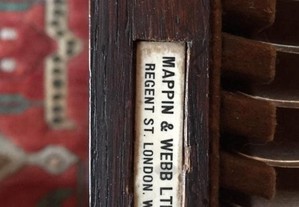 MAPPIN & WEBB LT
REGENT ST. LONDON. W